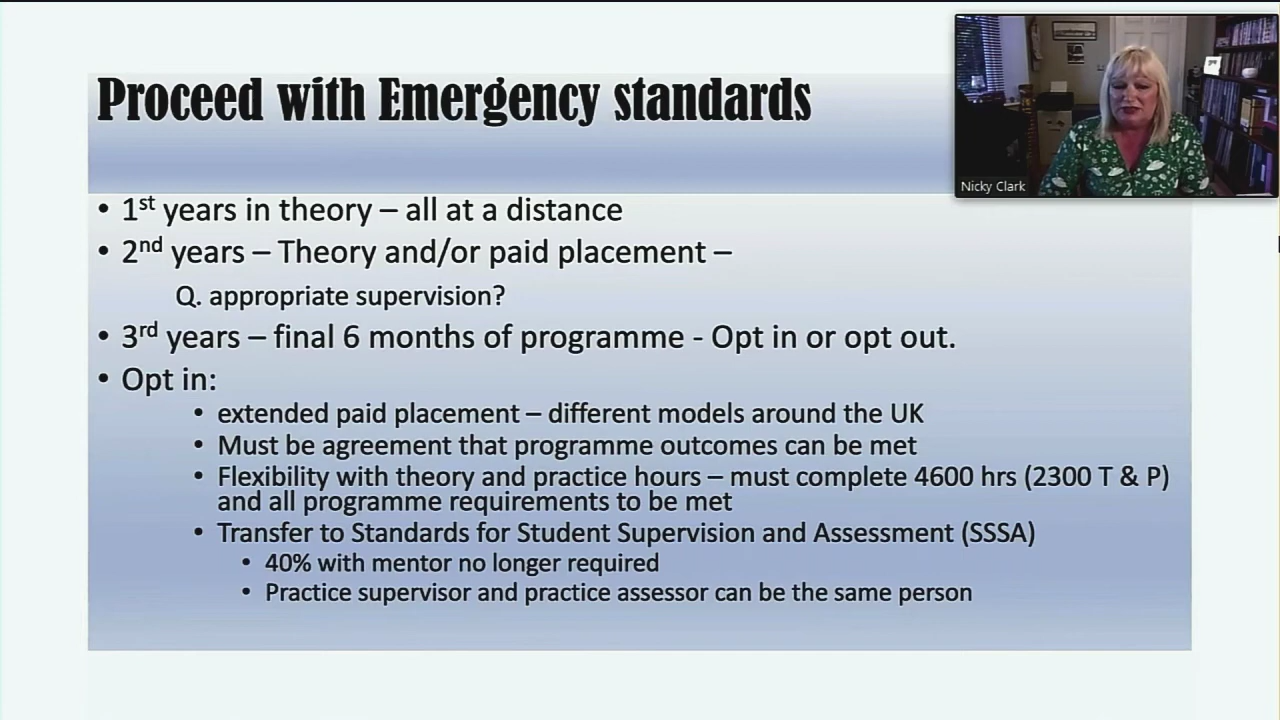 Proceed with Emergency standards
Nicky Clark
• 1st years in theory – all at a distance
• 2nd years – Theory and/or paid placement –
Q. appropriate supervision?
• 3rd years – final 6 months of programme - Opt in or opt out.
• Opt in:
• extended paid placement – different models around the UK
• Must be agreement that programme outcomes can be met
• Flexibility with theory and practice hours – must complete 4600 hrs (2300 T & P)
and all programme requirements to be met
• Transfer to Standards for Student Supervision and Assessment (SSSA)
• 40% with mentor no longer required
• Practice supervisor and practice assessor can be the same person